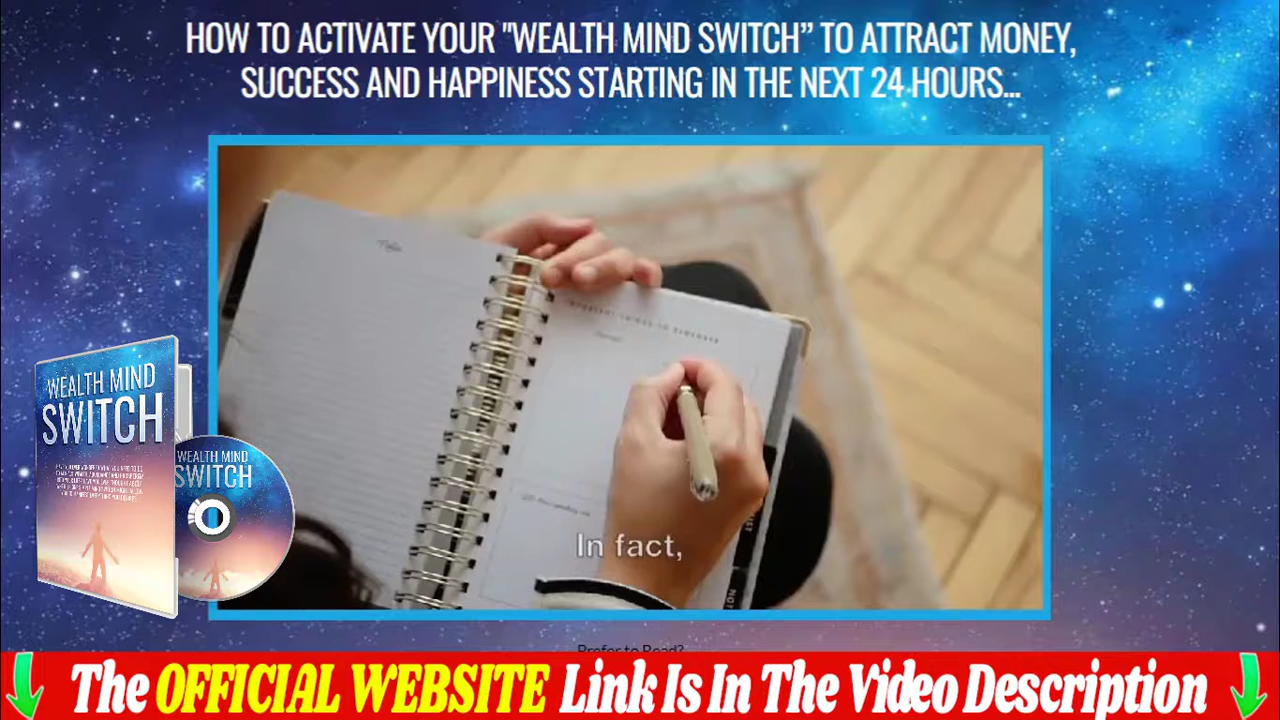 HOW TO ACTIVATE YOUR "WEALTH MIND SWITCH” TO ATTRACT MONEY,
SUCCESS AND HAPPINESS STARTING IN THE NEXT 24 HOURS...
WEALTH MIND
SWITCH
WEALTH MIND
SWITCH
In fact,
Prefer to Read?
The OFFICIAL WEBSITE Link Is In The Video Description